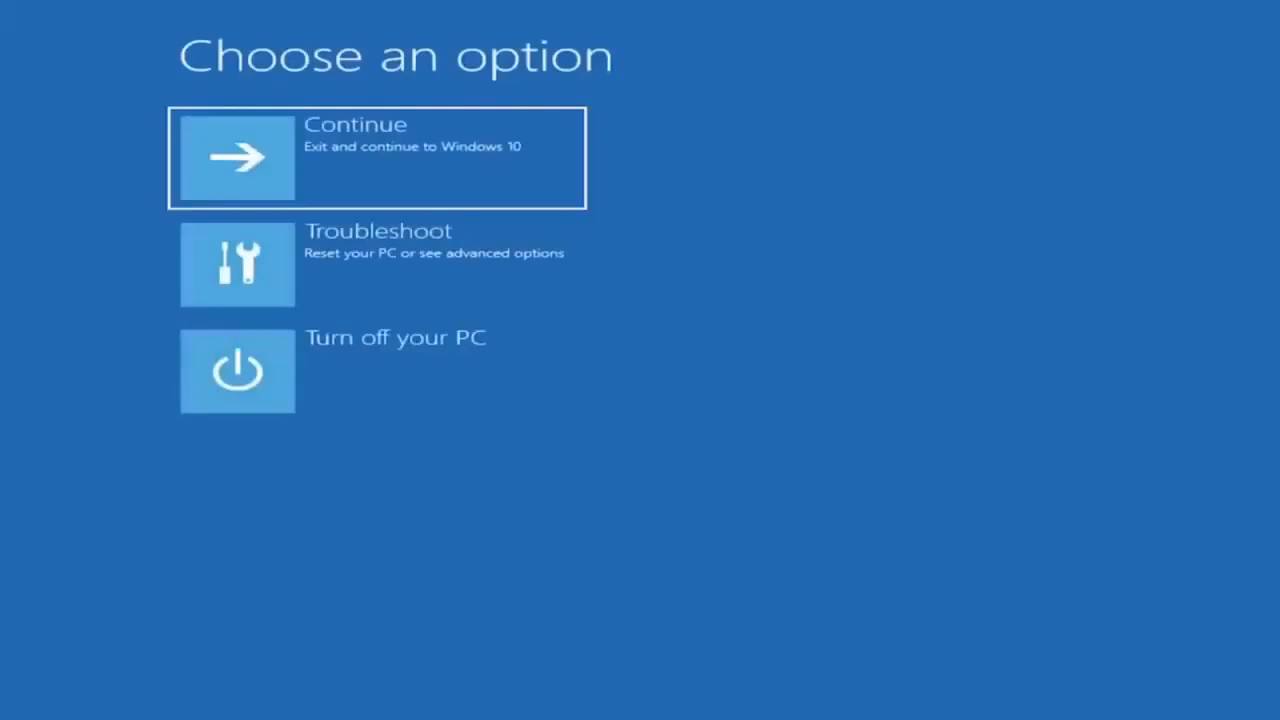 Choose an option
Continue
Exit and continue to Windows 10
Troubleshoot
Reset your PC or see advanced options
Turn off your PC